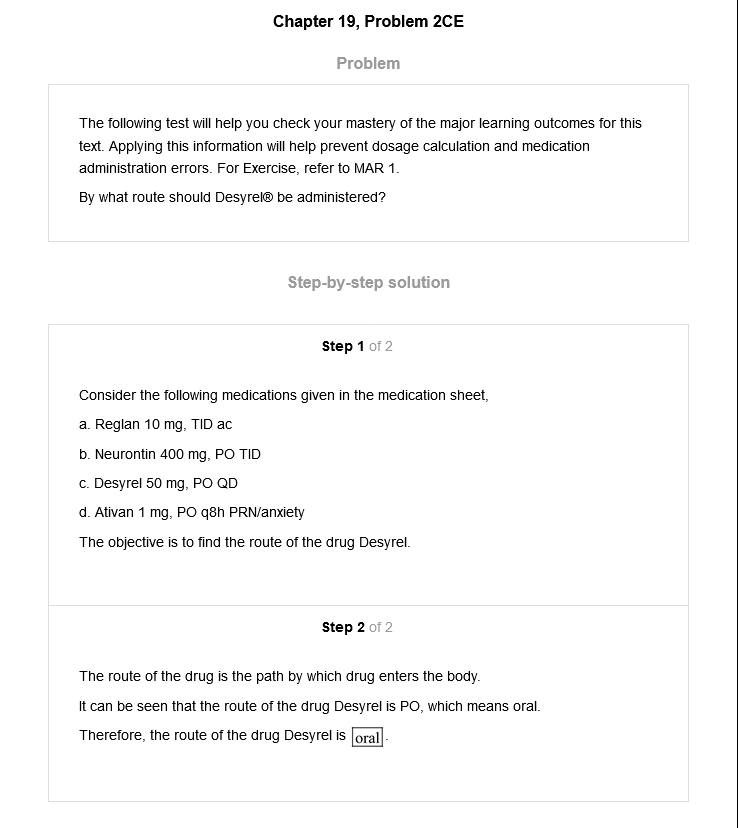 Chapter 19, Problem 2CE
Problem
The following test will help you check your mastery of the major learning outcomes for this
text. Applying this information will help prevent dosage calculation and medication
administration errors. For Exercise, refer to MAR 1.
By what route should Desyrel® be administered?
Step-by-step solution
Step 1 of 2
Consider the following medications given in the medication sheet,
a. Reglan 10 mg, TID ac
b. Neurontin 400 mg, PO TID
c. Desyrel 50 mg, PO QD
d. Ativan 1 mg, PO q8h PRN/anxiety
The objective is to find the route of the drug Desyrel.
Step 2 of 2
The route of the drug is the path by which drug enters the body.
It can be seen that the route of the drug Desyrel is PO, which means oral.
Therefore, the route of the drug Desyrel is oral.